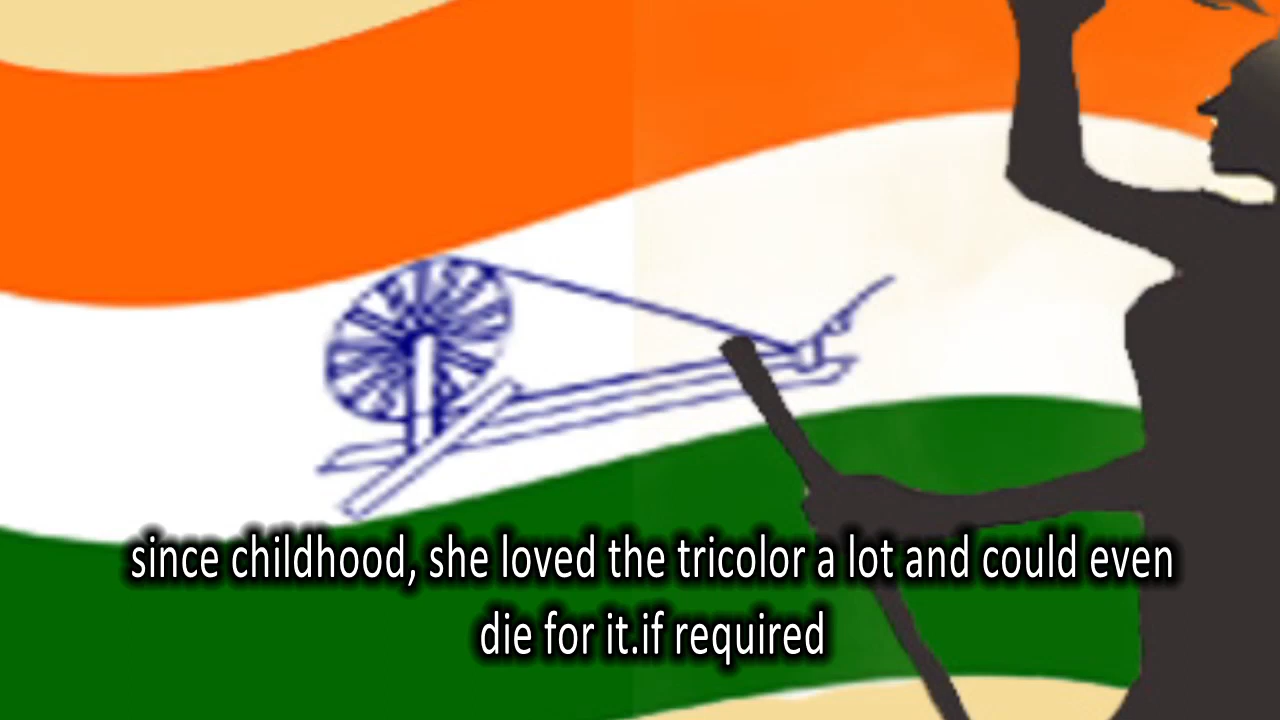 since childhood, she loved the tricolor a lot and could even
die for it.if required